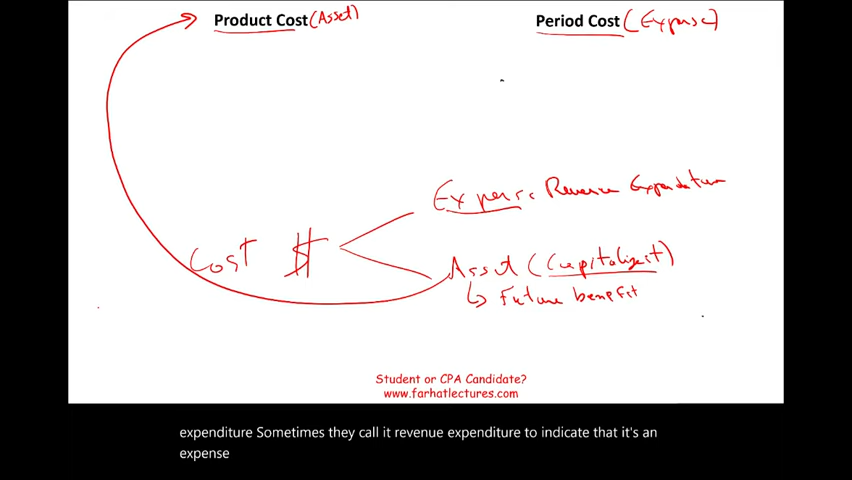 Product Cost (Asset)
Period Cost (Expense)
Expense: Revenue Expenditure
Cost $
Asset (Capitalized)
Future benefit
Student or CPA Candidate?
www.farhatlectures.com
expenditure Sometimes they call it revenue expenditure to indicate that it's an
expense